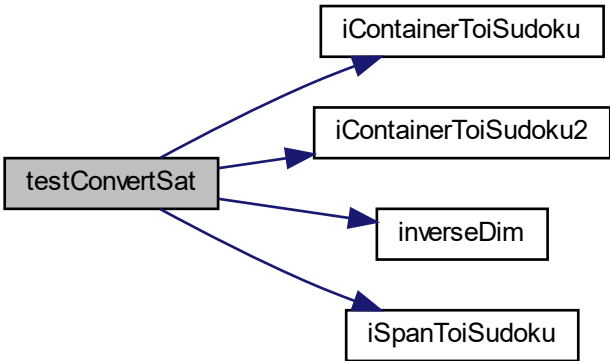 iContainerToiSudoku
iContainerToiSudoku2
testConvertSat
inverseDim
iSpanToiSudoku